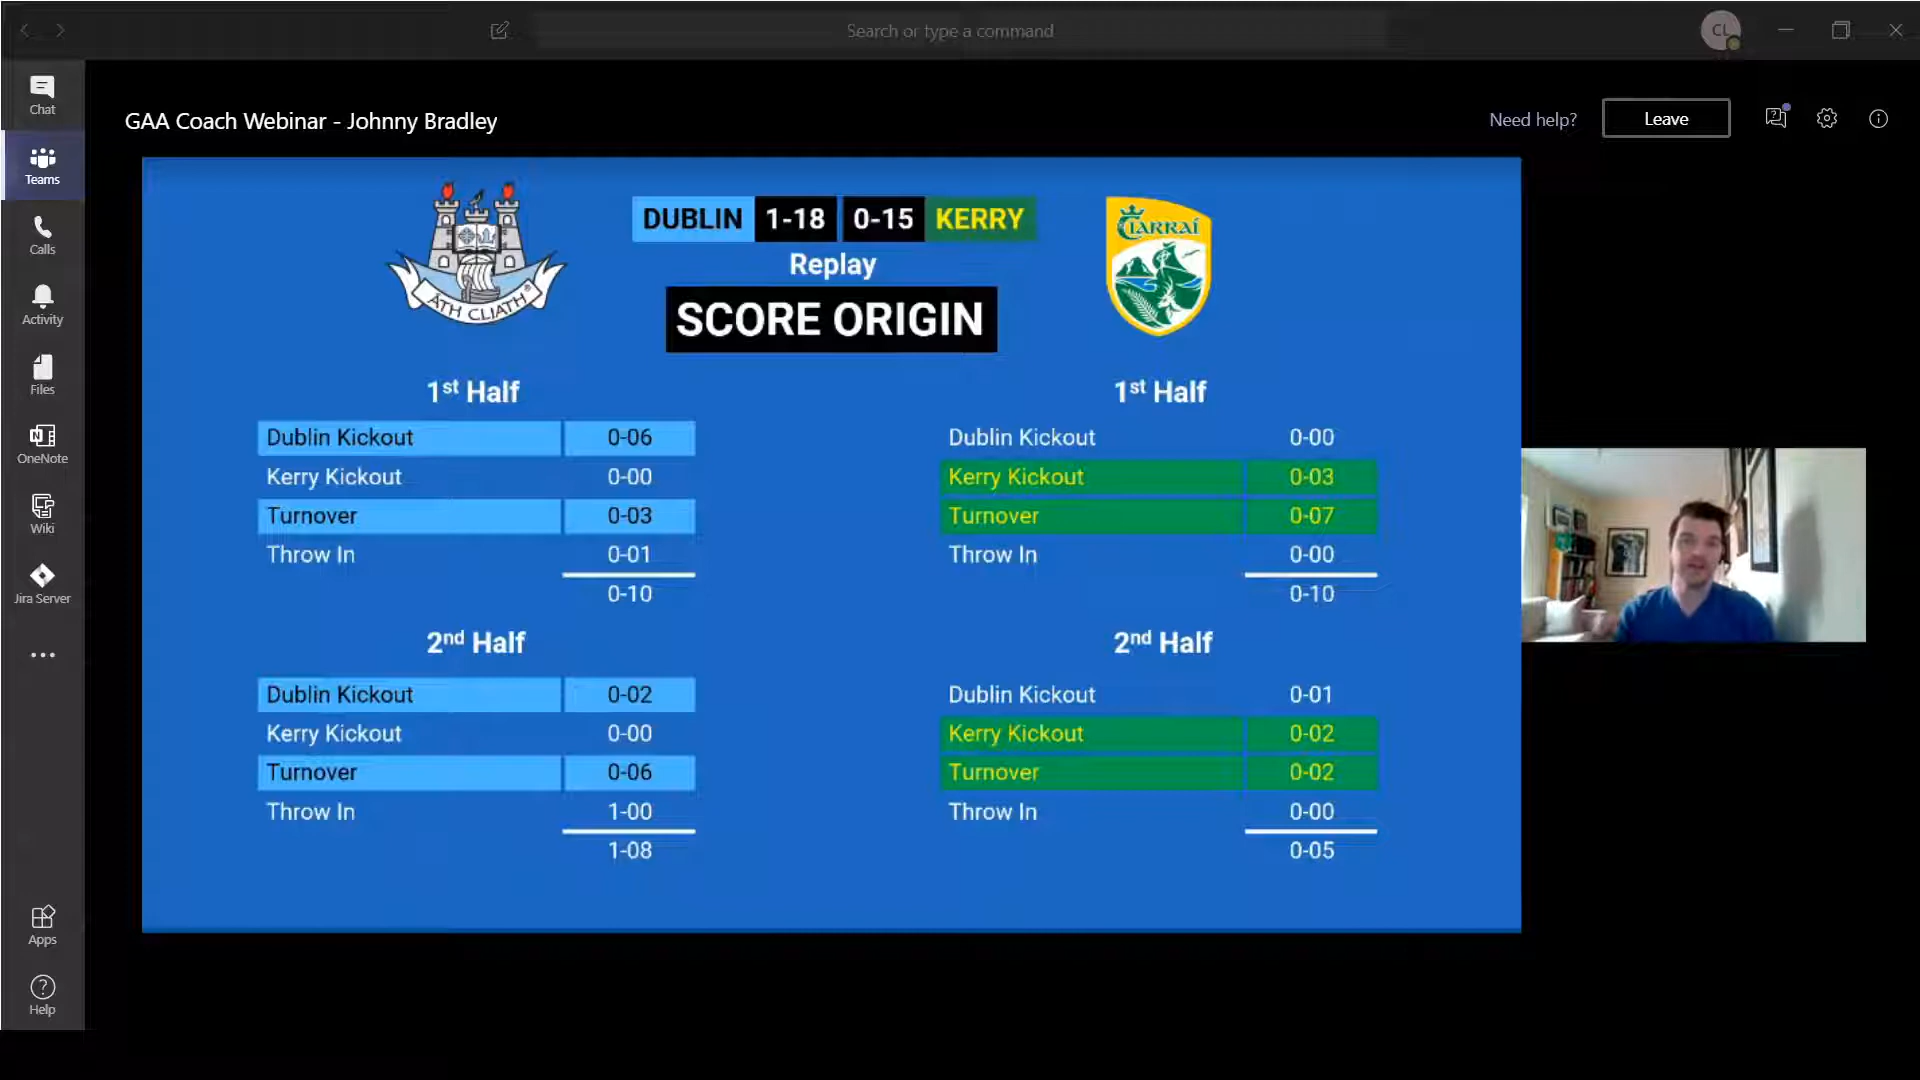 Search or type a command
CL
Chat
Teams
Calls
Activity
Files
OneNote
Wiki
Jira Server
Apps
Help
GAA Coach Webinar - Johnny Bradley
Need help?
Leave
ÁTH CLIATH
DUBLIN 1-18 0-15 KERRY
Replay
SCORE ORIGIN
CIARRAÍ
1st Half
Dublin Kickout 0-06
Kerry Kickout 0-00
Turnover 0-03
Throw In 0-01
0-10
2nd Half
Dublin Kickout 0-02
Kerry Kickout 0-00
Turnover 0-06
Throw In 1-00
1-08
1st Half
Dublin Kickout 0-00
Kerry Kickout 0-03
Turnover 0-07
Throw In 0-00
0-10
2nd Half
Dublin Kickout 0-01
Kerry Kickout 0-02
Turnover 0-02
Throw In 0-00
0-05